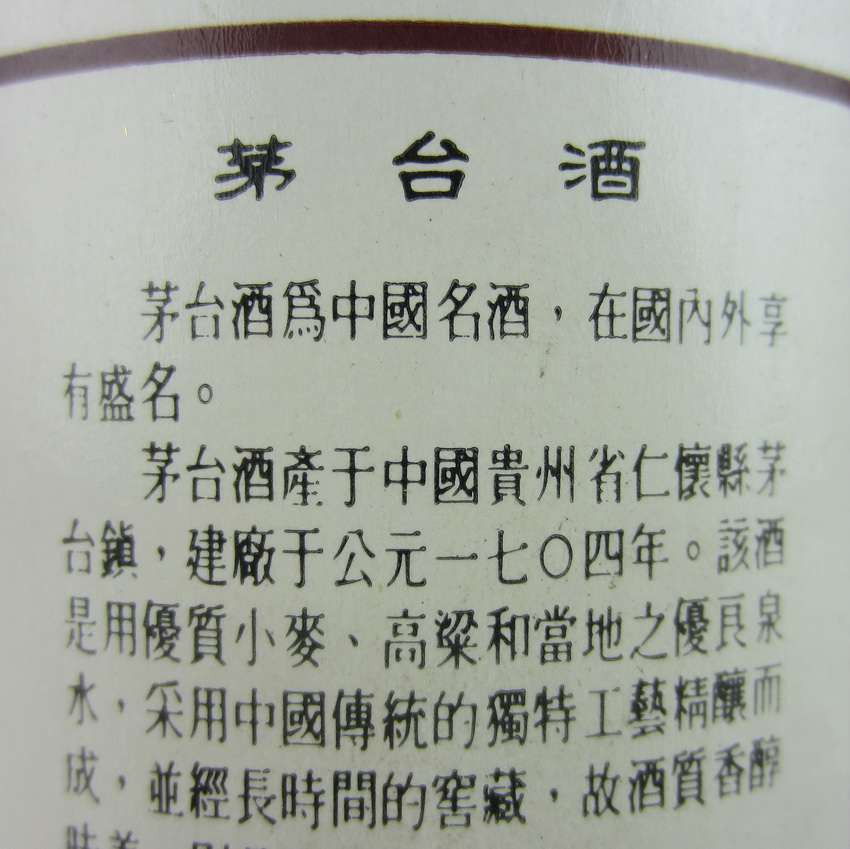 茅台酒
茅台酒爲中國名酒，在國內外享
有盛名。
茅台酒產于中國貴州省仁懷縣茅
台鎮，建廠于公元一七〇四年。該酒
是用優質小麥、高粱和當地之優良泉
水，采用中國傳統的獨特工藝精釀而
成，並經長時間的窖藏，故酒質香醇